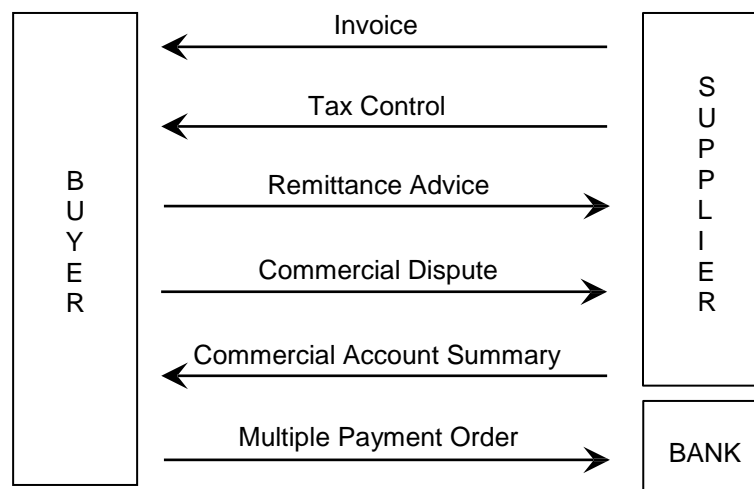 BUYER
Invoice
Tax Control
Remittance Advice
Commercial Dispute
Commercial Account Summary
Multiple Payment Order
SUPPLIER
BANK